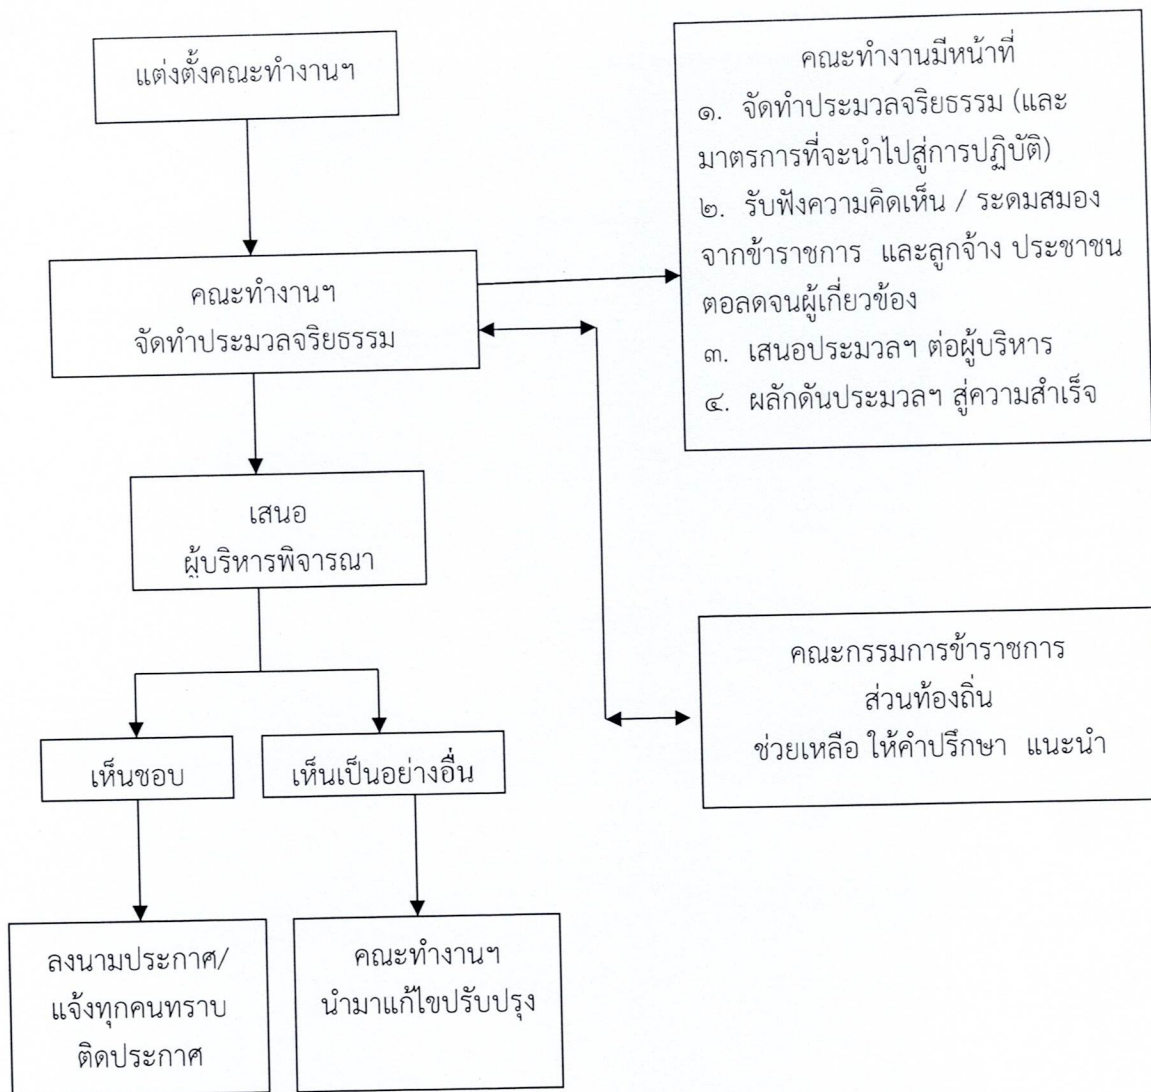 แต่งตั้งคณะทำงานฯ
คณะทำงานมีหน้าที่
๑. จัดทำประมวลจริยธรรม (และ
มาตรการที่จะนำไปสู่การปฏิบัติ)
๒. รับฟังความคิดเห็น / ระดมสมอง
จากข้าราชการ และลูกจ้าง ประชาชน
ตอลดจนผู้เกี่ยวข้อง
๓. เสนอประมวลฯ ต่อผู้บริหาร
๔. ผลักดันประมวลฯ สู่ความสำเร็จ
คณะทำงานฯ
จัดทำประมวลจริยธรรม
เสนอ
ผู้บริหารพิจารณา
คณะกรรมการข้าราชการ
ส่วนท้องถิ่น
ช่วยเหลือ ให้คำปรึกษา แนะนำ
เห็นชอบ
เห็นเป็นอย่างอื่น
ลงนามประกาศ/
แจ้งทุกคนทราบ
ติดประกาศ
คณะทำงานฯ
นำมาแก้ไขปรับปรุง